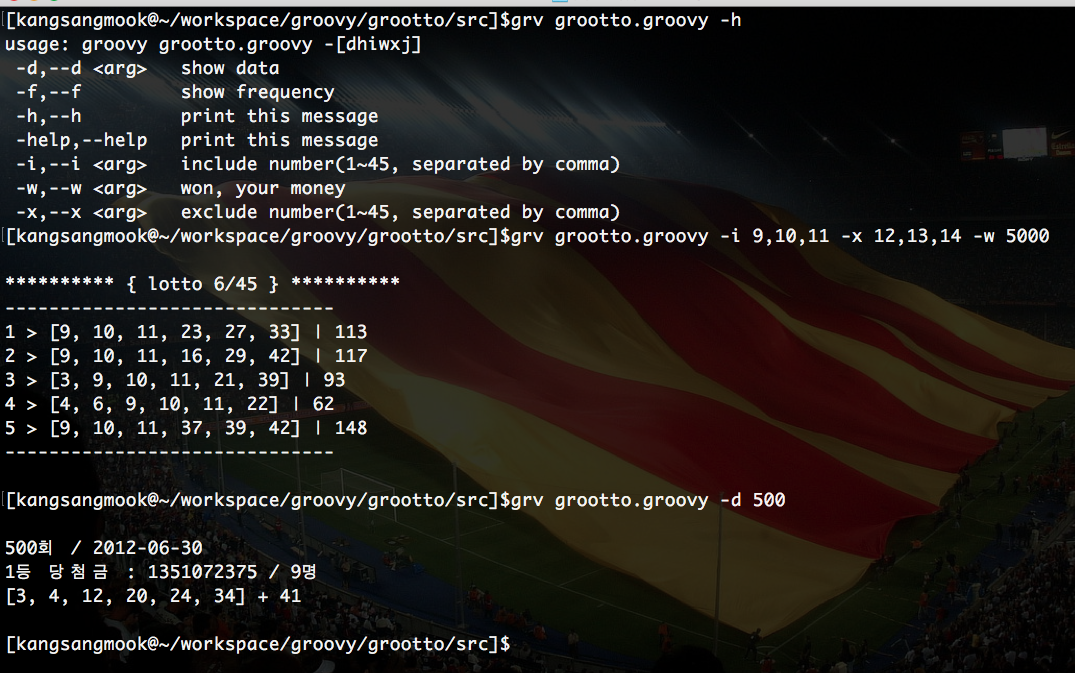 [kangsangmook@~/workspace/groovy/grootto/src]$grv grootto.groovy -h
usage: groovy grootto.groovy -[dhiwxj]
 -d,--d <arg>   show data
 -f,--f         show frequency
 -h,--h         print this message
 -help,--help   print this message
 -i,--i <arg>   include number(1~45, separated by comma)
 -w,--w <arg>   won, your money
 -x,--x <arg>   exclude number(1~45, separated by comma)
[kangsangmook@~/workspace/groovy/grootto/src]$grv grootto.groovy -i 9,10,11 -x 12,13,14 -w 5000
********** { lotto 6/45 } **********
------------------------------
1 > [9, 10, 11, 23, 27, 33] | 113
2 > [9, 10, 11, 16, 29, 42] | 117
3 > [3, 9, 10, 11, 21, 39] | 93
4 > [4, 6, 9, 10, 11, 22] | 62
5 > [9, 10, 11, 37, 39, 42] | 148
------------------------------
[kangsangmook@~/workspace/groovy/grootto/src]$grv grootto.groovy -d 500
500회 / 2012-06-30
1등 당첨금 : 1351072375 / 9명
[3, 4, 12, 20, 24, 34] + 41
[kangsangmook@~/workspace/groovy/grootto/src]$